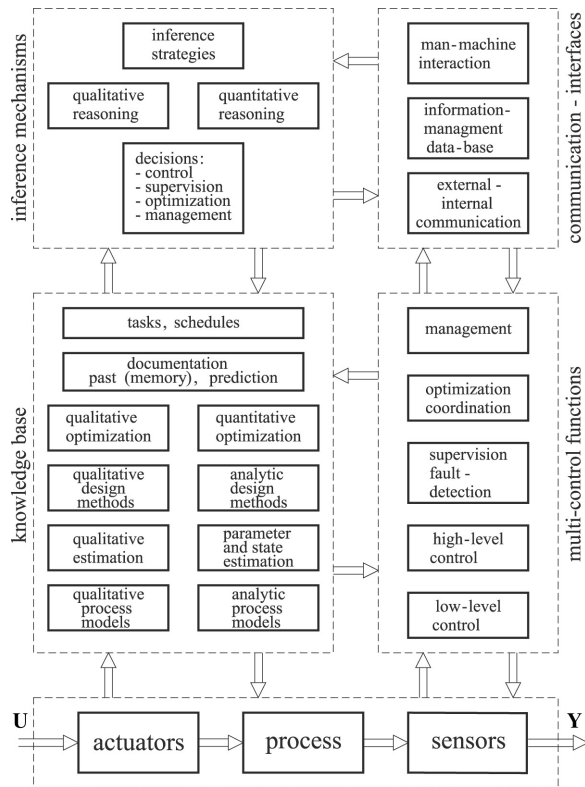 inference mechanisms
inference
strategies
qualitative
reasoning
quantitative
reasoning
decisions:
- control
- supervision
- optimization
- management
communication - interfaces
man-machine
interaction
information-
managment
data-base
external -
internal
communication
knowledge base
tasks, schedules
documentation
past (memory), prediction
qualitative
optimization
quantitative
optimization
qualitative
design
methods
analytic
design
methods
qualitative
estimation
parameter
and state
estimation
qualitative
process
models
analytic
process
models
multi-control functions
management
optimization
coordination
supervision
fault -
detection
high-level
control
low-level
control
U
actuators
process
sensors
Y